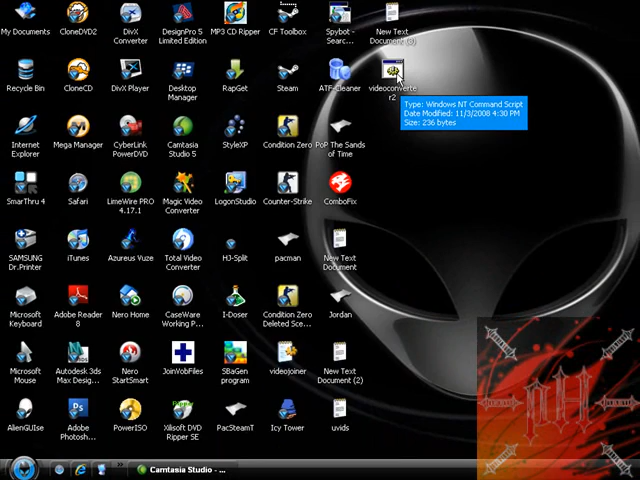 My Documents
CloneDVD2
DivX Converter
DesignPro 5 Limited Edition
MP3 CD Ripper
CF Toolbox
Spybot - Searc...
New Text Document (3)
Recycle Bin
CloneCD
DivX Player
Desktop Manager
RapGet
Steam
ATF-Cleaner
videoconverter2
Type: Windows NT Command Script
Date Modified: 11/3/2008 4:30 PM
Size: 236 bytes
Internet Explorer
Mega Manager
CyberLink PowerDVD
Camtasia Studio 5
StyleXP
Condition Zero
PoP The Sands of Time
SmarThru 4
Safari
LimeWire PRO 4.17.1
Magic Video Converter
LogonStudio
Counter-Strike
ComboFix
SAMSUNG Dr.Printer
iTunes
Azureus Vuze
Total Video Converter
HJ-Split
pacman
New Text Document
Microsoft Keyboard
Adobe Reader 8
Nero Home
CaseWare Working P...
I-Doser
Condition Zero Deleted Sce...
Jordan
Microsoft Mouse
Autodesk 3ds Max Desig...
Nero StartSmart
JoinVobFiles
SBaGen program
videojoiner
New Text Document (2)
AlienGUIse
Adobe Photosh...
PowerISO
Xilisoft DVD Ripper SE
PacSteamT
Icy Tower
uvids
pH
Camtasia Studio - ...